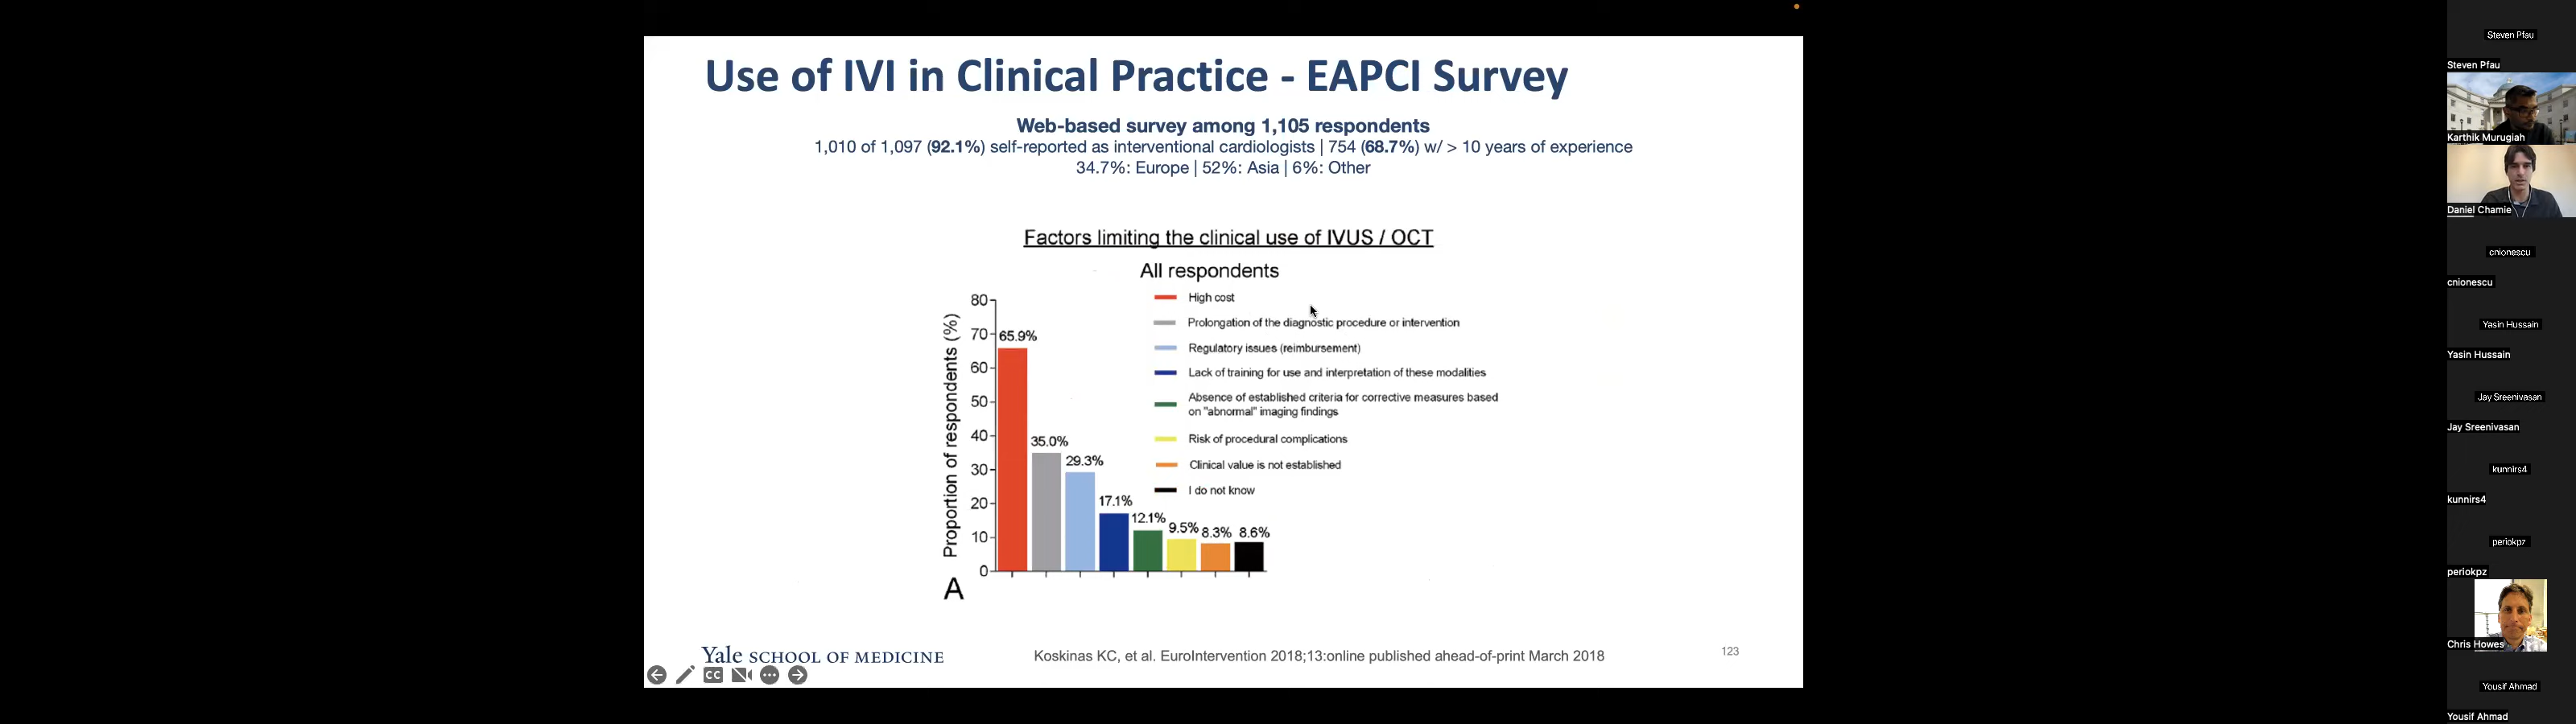 Use of IVI in Clinical Practice - EAPCI Survey
Web-based survey among 1,105 respondents
1,010 of 1,097 (92.1%) self-reported as interventional cardiologists | 754 (68.7%) w/ > 10 years of experience
34.7%: Europe | 52%: Asia | 6%: Other
Factors limiting the clinical use of IVUS / OCT
All respondents
Proportion of respondents (%)
80
70
60
50
40
30
20
10
0
65.9%
35.0%
29.3%
17.1%
12.1%
9.5%
8.3%
8.6%
High cost
Prolongation of the diagnostic procedure or intervention
Regulatory issues (reimbursement)
Lack of training for use and interpretation of these modalities
Absence of established criteria for corrective measures based
on "abnormal" imaging findings
Risk of procedural complications
Clinical value is not established
I do not know
A
Yale SCHOOL OF MEDICINE
Koskinas KC, et al. EuroIntervention 2018;13:online published ahead-of-print March 2018
123
CC
Steven Pfau
Steven Pfau
Karthik Murugiah
Daniel Chamie
cnionescu
cnionescu
Yasin Hussain
Yasin Hussain
Jay Sreenivasan
Jay Sreenivasan
kunnirs4
kunnirs4
periokpz
periokpz
Chris Howes
Yousif Ahmad
Yousif Ahmad